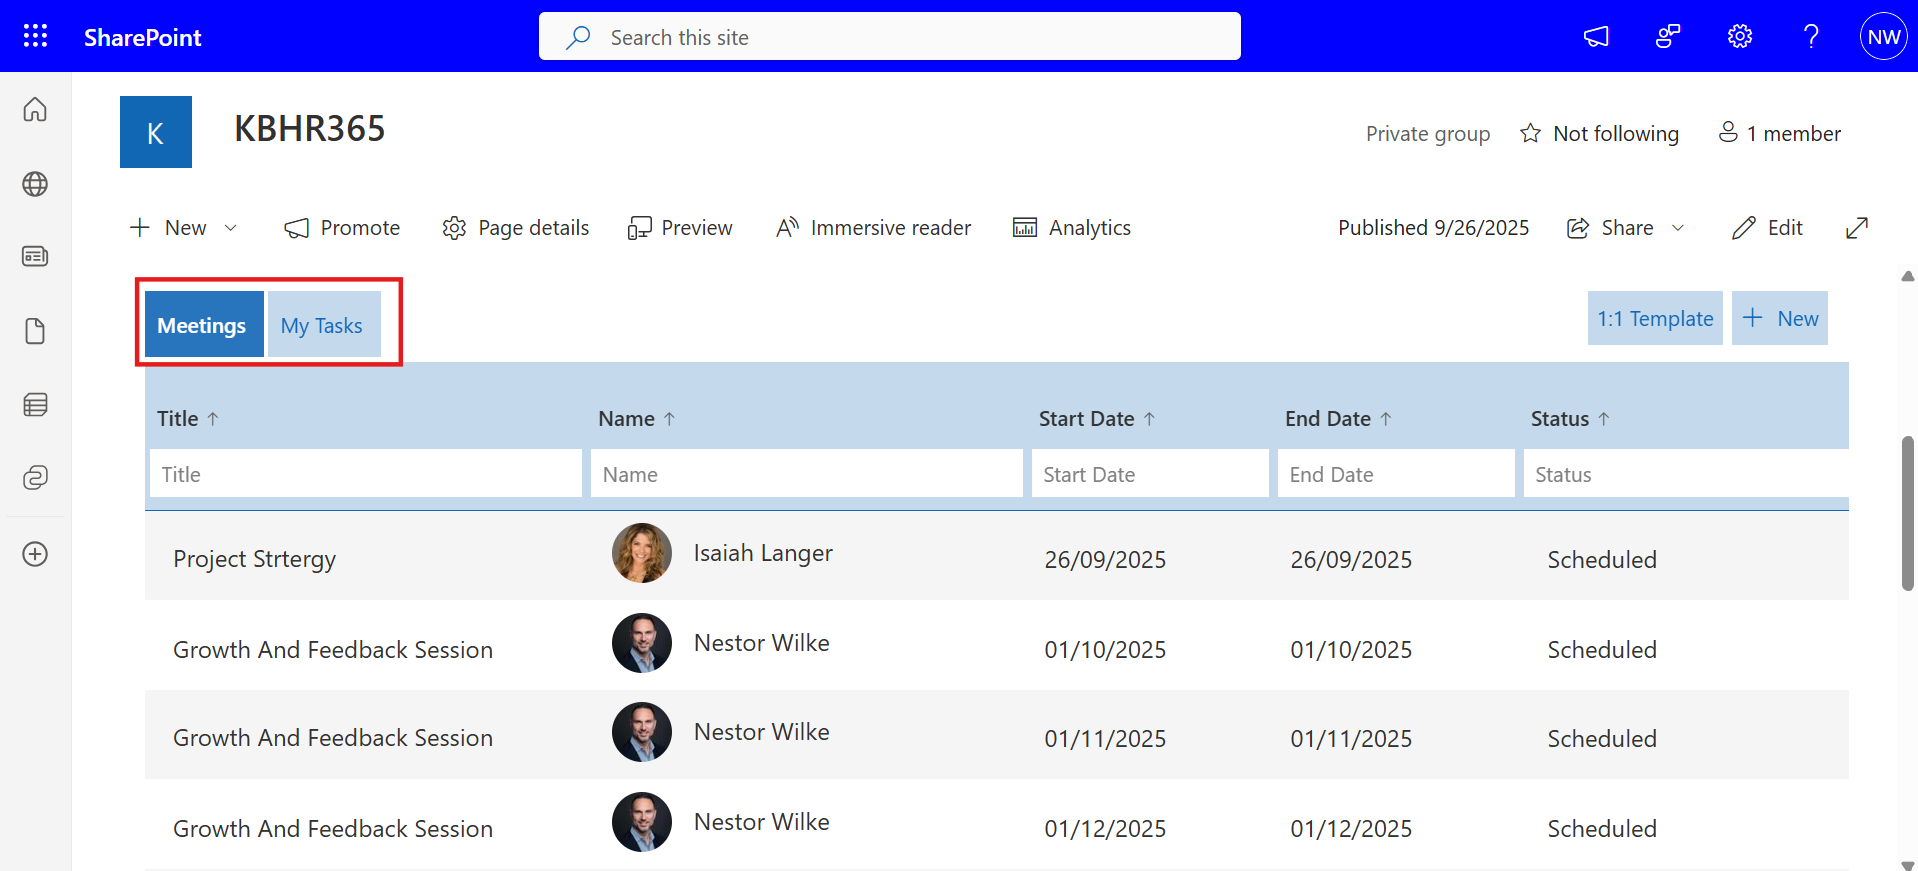 SharePoint
Search this site
NW
K
KBHR365
Private group
Not following
1 member
New
Promote
Page details
Preview
Immersive reader
Analytics
Published 9/26/2025
Share
Edit
Meetings
My Tasks
1:1 Template
+ New
Title ↑ Name ↑ Start Date ↑ End Date ↑ Status ↑
Title Name Start Date End Date Status
Project Strtergy Isaiah Langer 26/09/2025 26/09/2025 Scheduled
Growth And Feedback Session Nestor Wilke 01/10/2025 01/10/2025 Scheduled
Growth And Feedback Session Nestor Wilke 01/11/2025 01/11/2025 Scheduled
Growth And Feedback Session Nestor Wilke 01/12/2025 01/12/2025 Scheduled